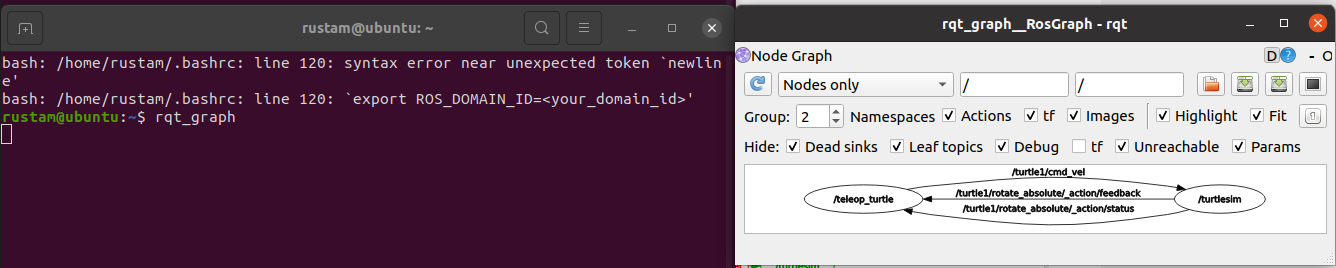 rustam@ubuntu: ~
bash: /home/rustam/.bashrc: line 120: syntax error near unexpected token `newlin
e'
bash: /home/rustam/.bashrc: line 120: `export ROS_DOMAIN_ID=<your_domain_id>'
rustam@ubuntu:~$ rqt_graph
rqt_graph__RosGraph - rqt
Node Graph
D ? - O
Nodes only / /
Group: 2 Namespaces Actions tf Images Highlight Fit
Hide: Dead sinks Leaf topics Debug tf Unreachable Params
/turtle1/cmd_vel
/teleop_turtle
/turtle1/rotate_absolute/_action/feedback
/turtlesim
/turtle1/rotate_absolute/_action/status